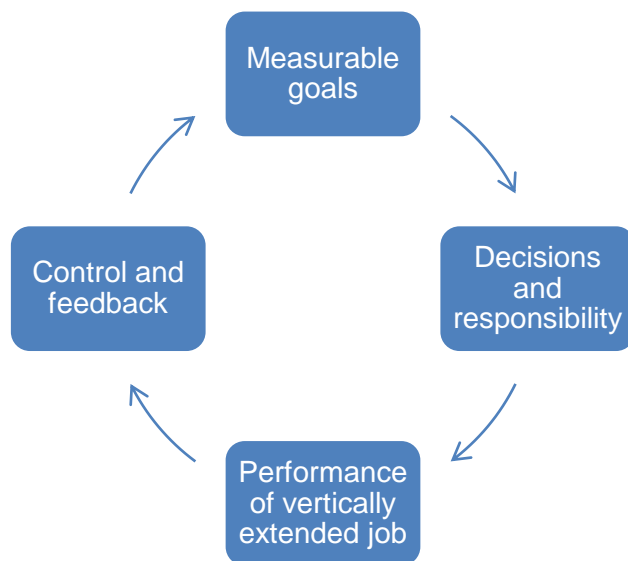 Measurable
goals
Decisions
and
responsibility
Performance
of vertically
extended job
Control and
feedback